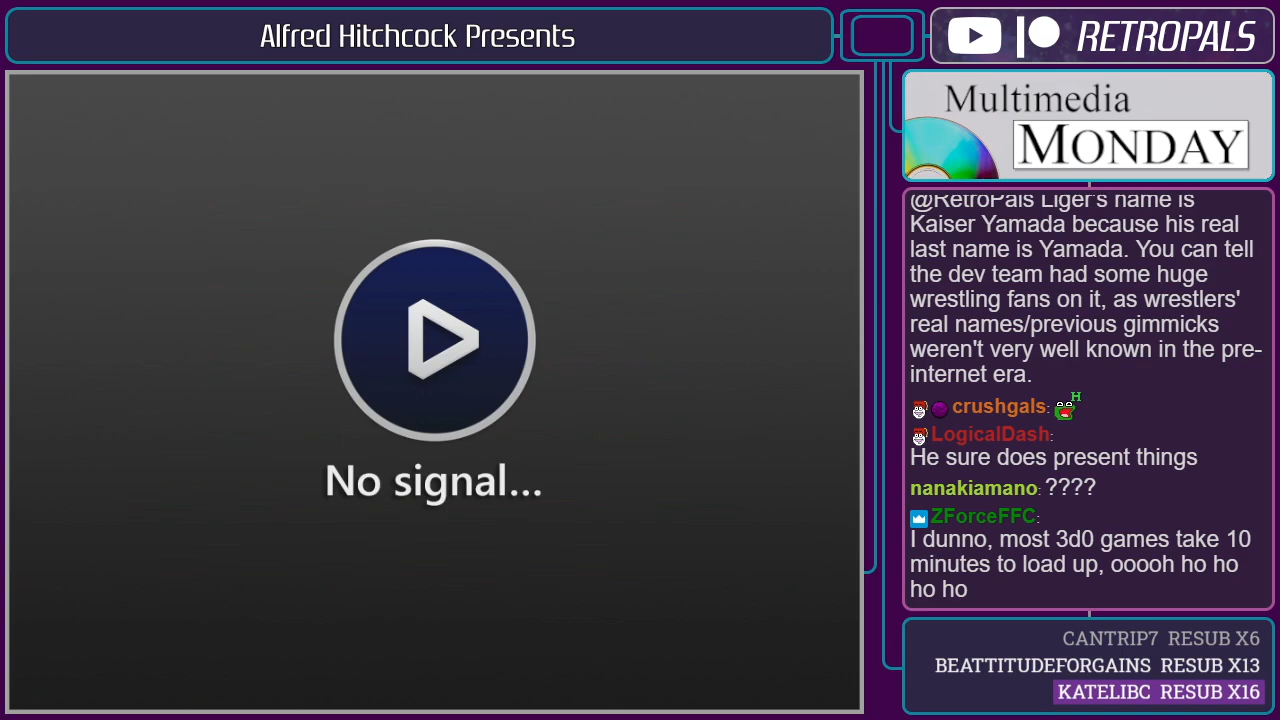 Alfred Hitchcock Presents
RETROPALS
Multimedia
MONDAY
No signal...
@RetroPals Liger's name is
Kaiser Yamada because his real
last name is Yamada. You can tell
the dev team had some huge
wrestling fans on it, as wrestlers'
real names/previous gimmicks
weren't very well known in the pre-
internet era.
crushgals: H
LogicalDash:
He sure does present things
nanakiamano: ????
ZForceFFC:
I dunno, most 3d0 games take 10
minutes to load up, ooooh ho ho
ho ho
CANTRIP7 RESUB X6
BEATTITUDEFORGAINS RESUB X13
KATELIBC RESUB X16